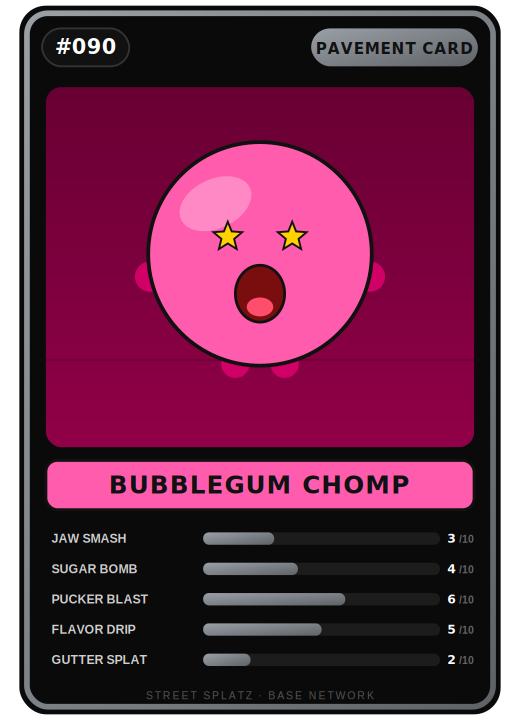 #090
PAVEMENT CARD
BUBBLEGUM CHOMP
JAW SMASH 3 /10
SUGAR BOMB 4 /10
PUCKER BLAST 6 /10
FLAVOR DRIP 5 /10
GUTTER SPLAT 2 /10
STREET SPLATZ · BASE NETWORK